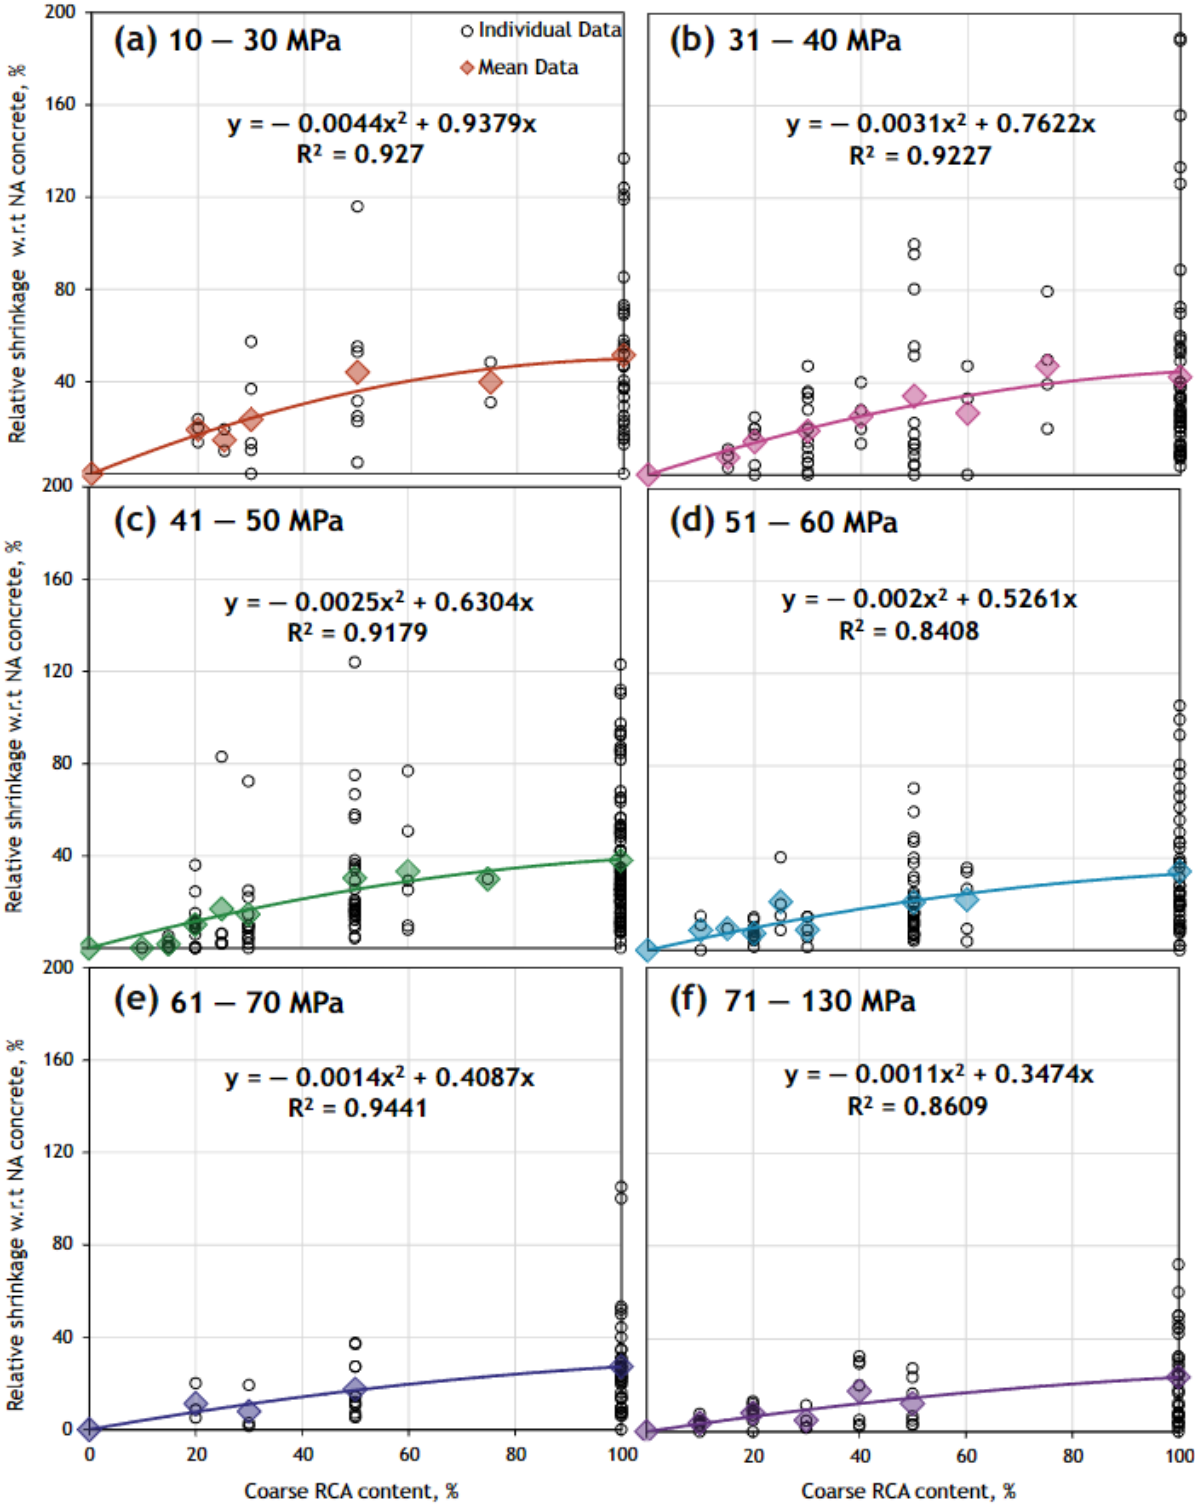 (a) 10 – 30 MPa
○ Individual Data
◆ Mean Data
y = – 0.0044x² + 0.9379x
R² = 0.927
Relative shrinkage w.r.t NA concrete, %
200
160
120
80
40
(b) 31 – 40 MPa
y = – 0.0031x² + 0.7622x
R² = 0.9227
(c) 41 – 50 MPa
y = – 0.0025x² + 0.6304x
R² = 0.9179
Relative shrinkage w.r.t NA concrete, %
200
160
120
80
40
(d) 51 – 60 MPa
y = – 0.002x² + 0.5261x
R² = 0.8408
(e) 61 – 70 MPa
y = – 0.0014x² + 0.4087x
R² = 0.9441
Relative shrinkage w.r.t NA concrete, %
200
160
120
80
40
0
0 20 40 60 80 100
Coarse RCA content, %
(f) 71 – 130 MPa
y = – 0.0011x² + 0.3474x
R² = 0.8609
20 40 60 80 100
Coarse RCA content, %